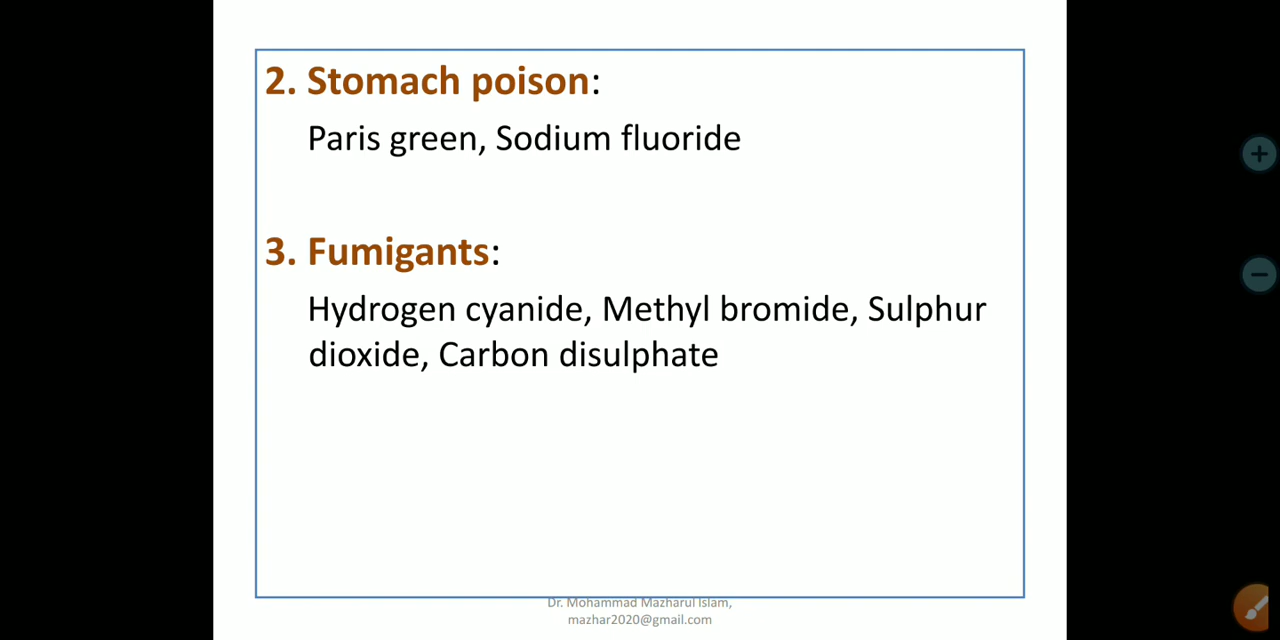 2. Stomach poison:
Paris green, Sodium fluoride
3. Fumigants:
Hydrogen cyanide, Methyl bromide, Sulphur
dioxide, Carbon disulphate
Dr. Mohammad Mazharul Islam,
mazhar2020@gmail.com